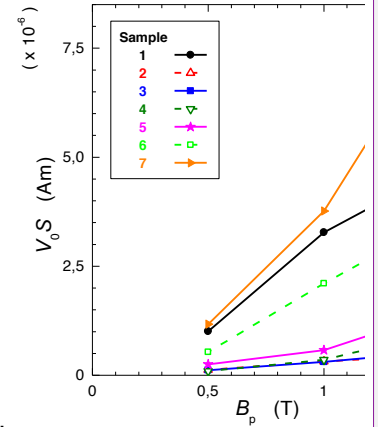 ( x 10⁻⁶ )
V₀S (Am)
7,5
5,0
2,5
0
0 0,5 1
Bₚ (T)
Sample
1
2
3
4
5
6
7